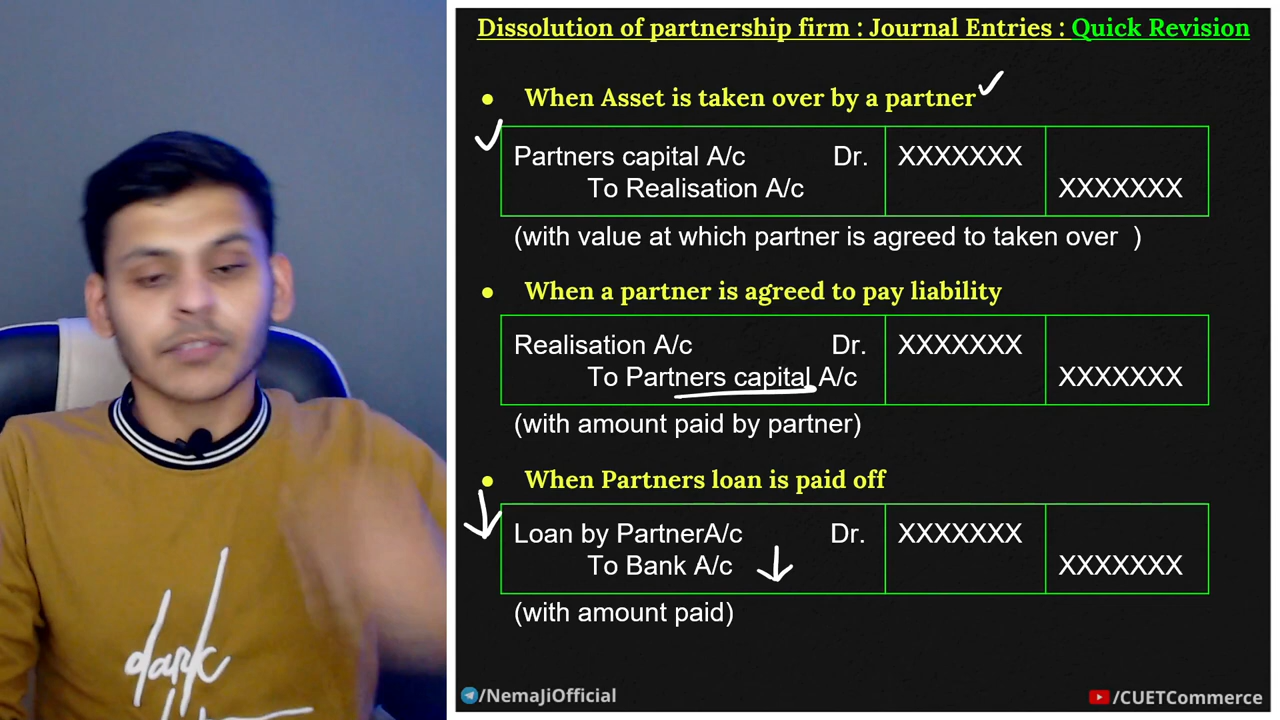 Dissolution of partnership firm : Journal Entries : Quick Revision
● When Asset is taken over by a partner
Partners capital A/c Dr. XXXXXXX
To Realisation A/c XXXXXXX
(with value at which partner is agreed to taken over )
● When a partner is agreed to pay liability
Realisation A/c Dr. XXXXXXX
To Partners capital A/c XXXXXXX
(with amount paid by partner)
● When Partners loan is paid off
Loan by PartnerA/c Dr. XXXXXXX
To Bank A/c XXXXXXX
(with amount paid)
dark
/NemaJiOfficial
/CUETCommerce